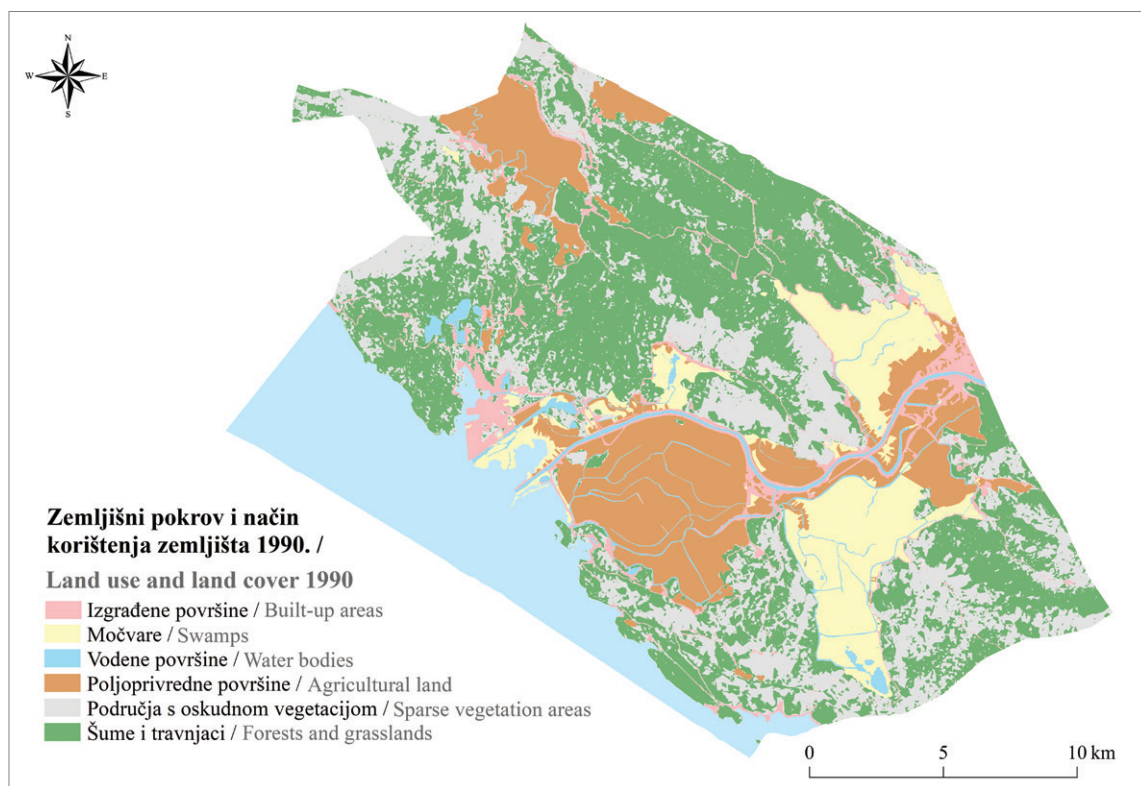 N
W E
S
Zemljišni pokrov i način
korištenja zemljišta 1990. /
Land use and land cover 1990
Izgrađene površine / Built-up areas
Močvare / Swamps
Vodene površine / Water bodies
Poljoprivredne površine / Agricultural land
Područja s oskudnom vegetacijom / Sparse vegetation areas
Šume i travnjaci / Forests and grasslands
0 5 10 km